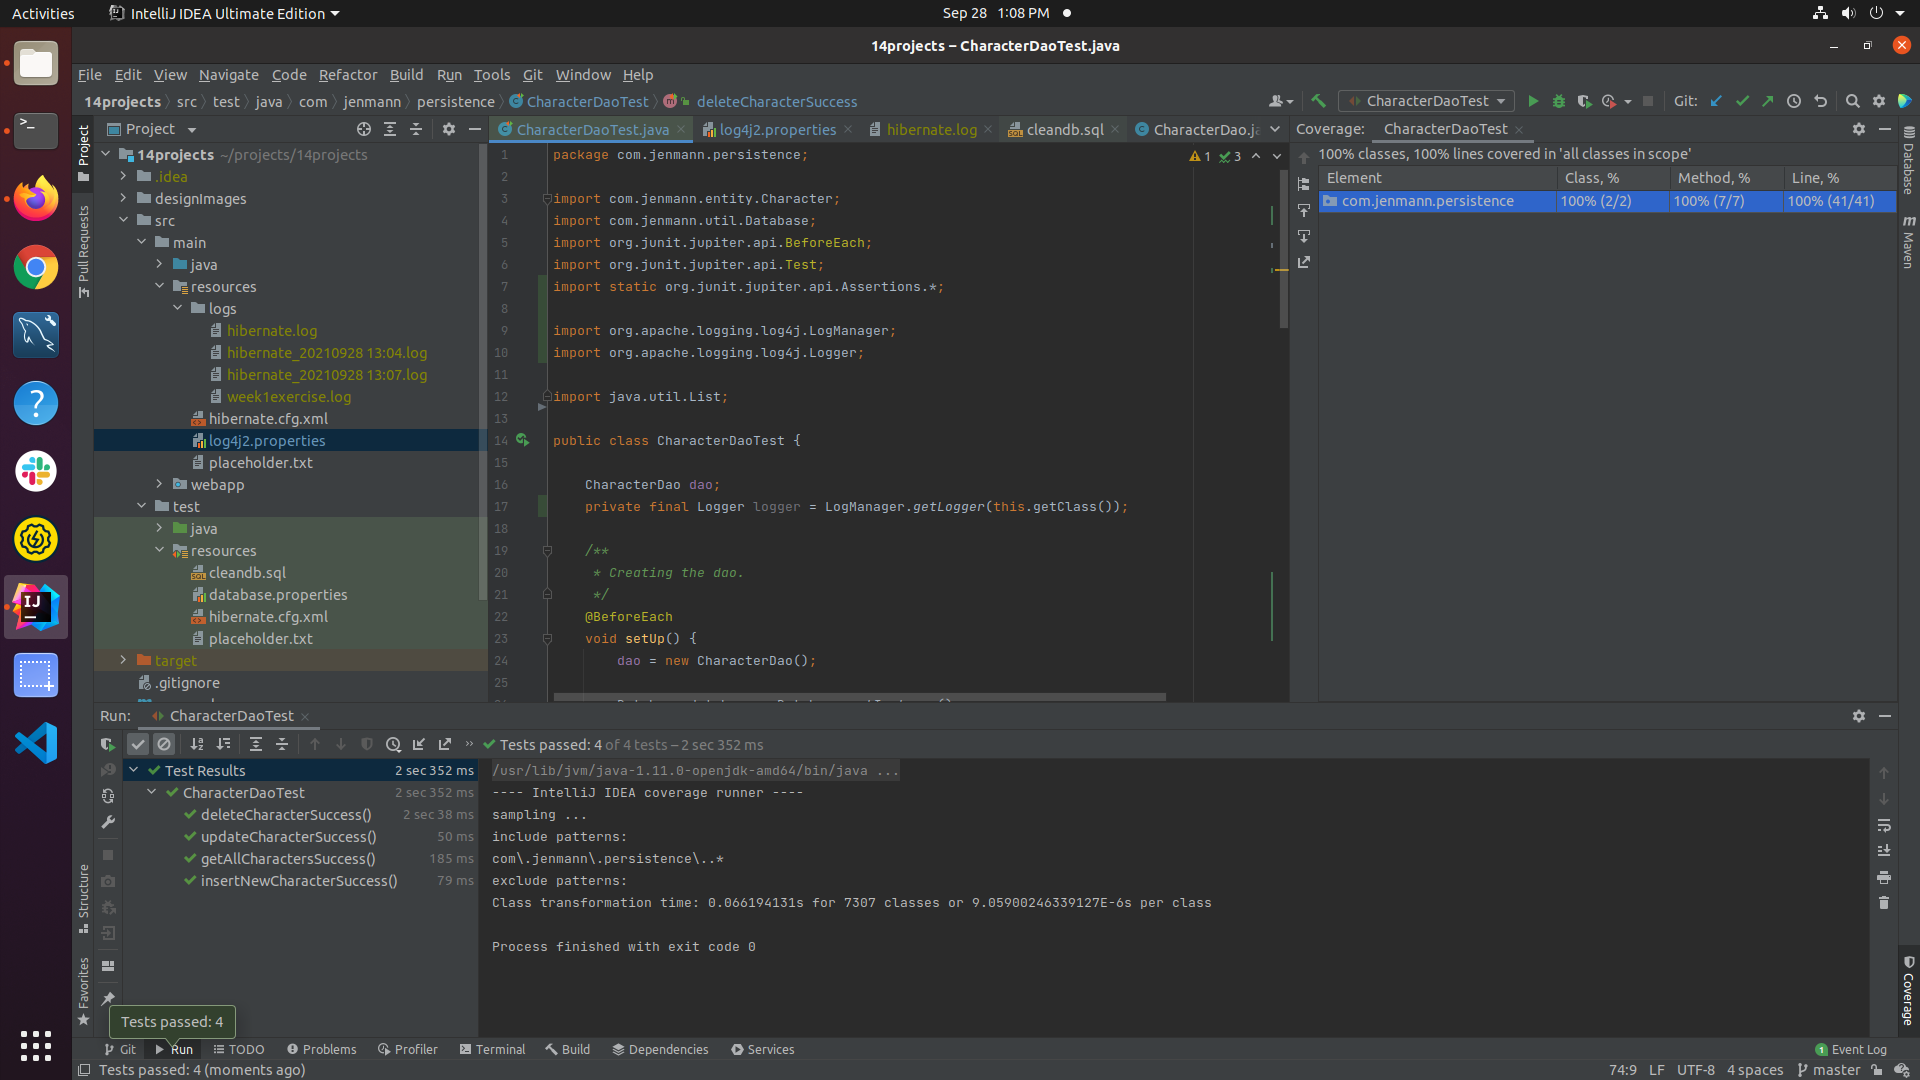 Activities IntelliJ IDEA Ultimate Edition Sep 28 1:08 PM
14projects – CharacterDaoTest.java
File Edit View Navigate Code Refactor Build Run Tools Git Window Help
14projects src test java com jenmann persistence CharacterDaoTest deleteCharacterSuccess CharacterDaoTest Git:
Project
Pull Requests
Structure
Favorites
Project
14projects ~/projects/14projects
.idea
designImages
src
main
java
resources
logs
hibernate.log
hibernate_20210928 13:04.log
hibernate_20210928 13:07.log
week1exercise.log
hibernate.cfg.xml
log4j2.properties
placeholder.txt
webapp
test
java
resources
cleandb.sql
database.properties
hibernate.cfg.xml
placeholder.txt
target
.gitignore
CharacterDaoTest.java log4j2.properties hibernate.log cleandb.sql CharacterDao.ja
1 3
1 package com.jenmann.persistence;
2
3 import com.jenmann.entity.Character;
4 import com.jenmann.util.Database;
5 import org.junit.jupiter.api.BeforeEach;
6 import org.junit.jupiter.api.Test;
7 import static org.junit.jupiter.api.Assertions.*;
8
9 import org.apache.logging.log4j.LogManager;
10 import org.apache.logging.log4j.Logger;
11
12 import java.util.List;
13
14 public class CharacterDaoTest {
15
16 CharacterDao dao;
17 private final Logger logger = LogManager.getLogger(this.getClass());
18
19 /**
20 * Creating the dao.
21 */
22 @BeforeEach
23 void setUp() {
24 dao = new CharacterDao();
25
Coverage: CharacterDaoTest
100% classes, 100% lines covered in 'all classes in scope'
Element Class, % Method, % Line, %
com.jenmann.persistence 100% (2/2) 100% (7/7) 100% (41/41)
Database
Maven
Coverage
Run: CharacterDaoTest
Tests passed: 4 of 4 tests – 2 sec 352 ms
Test Results 2 sec 352 ms
CharacterDaoTest 2 sec 352 ms
deleteCharacterSuccess() 2 sec 38 ms
updateCharacterSuccess() 50 ms
getAllCharactersSuccess() 185 ms
insertNewCharacterSuccess() 79 ms
/usr/lib/jvm/java-1.11.0-openjdk-amd64/bin/java ...
---- IntelliJ IDEA coverage runner ----
sampling ...
include patterns:
com\.jenmann\.persistence\..*
exclude patterns:
Class transformation time: 0.066194131s for 7307 classes or 9.05900246339127E-6s per class
Process finished with exit code 0
Tests passed: 4
Git Run TODO Problems Profiler Terminal Build Dependencies Services 1 Event Log
Tests passed: 4 (moments ago) 74:9 LF UTF-8 4 spaces master